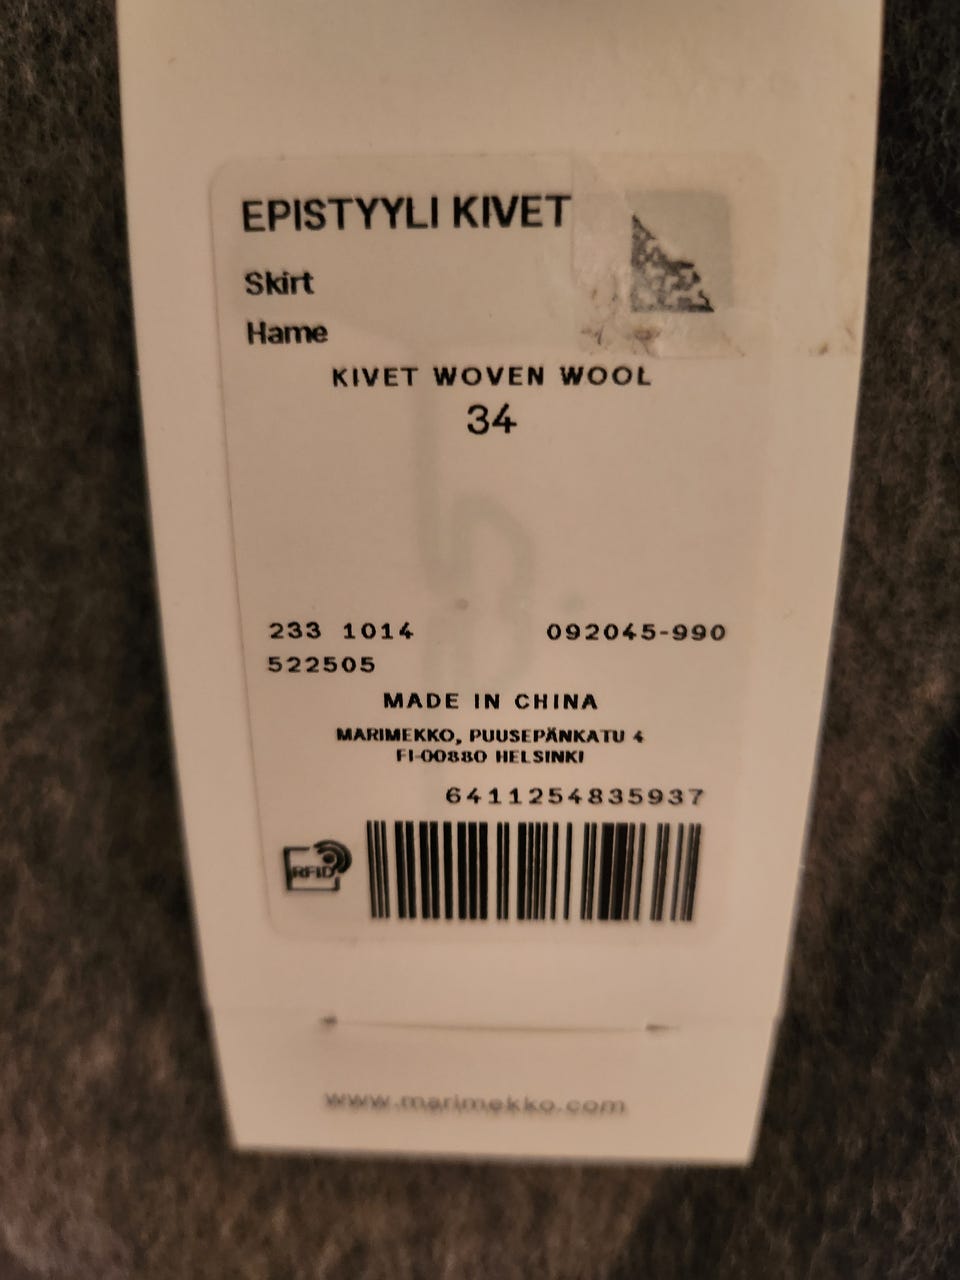 EPISTYYLI KIVET
Skirt
Hame
KIVET WOVEN WOOL
34
233 1014 092045-990
522505
MADE IN CHINA
MARIMEKKO, PUUSEPÄNKATU 4
FI-00880 HELSINKI
6411254835937
RFID
www.marimekko.com